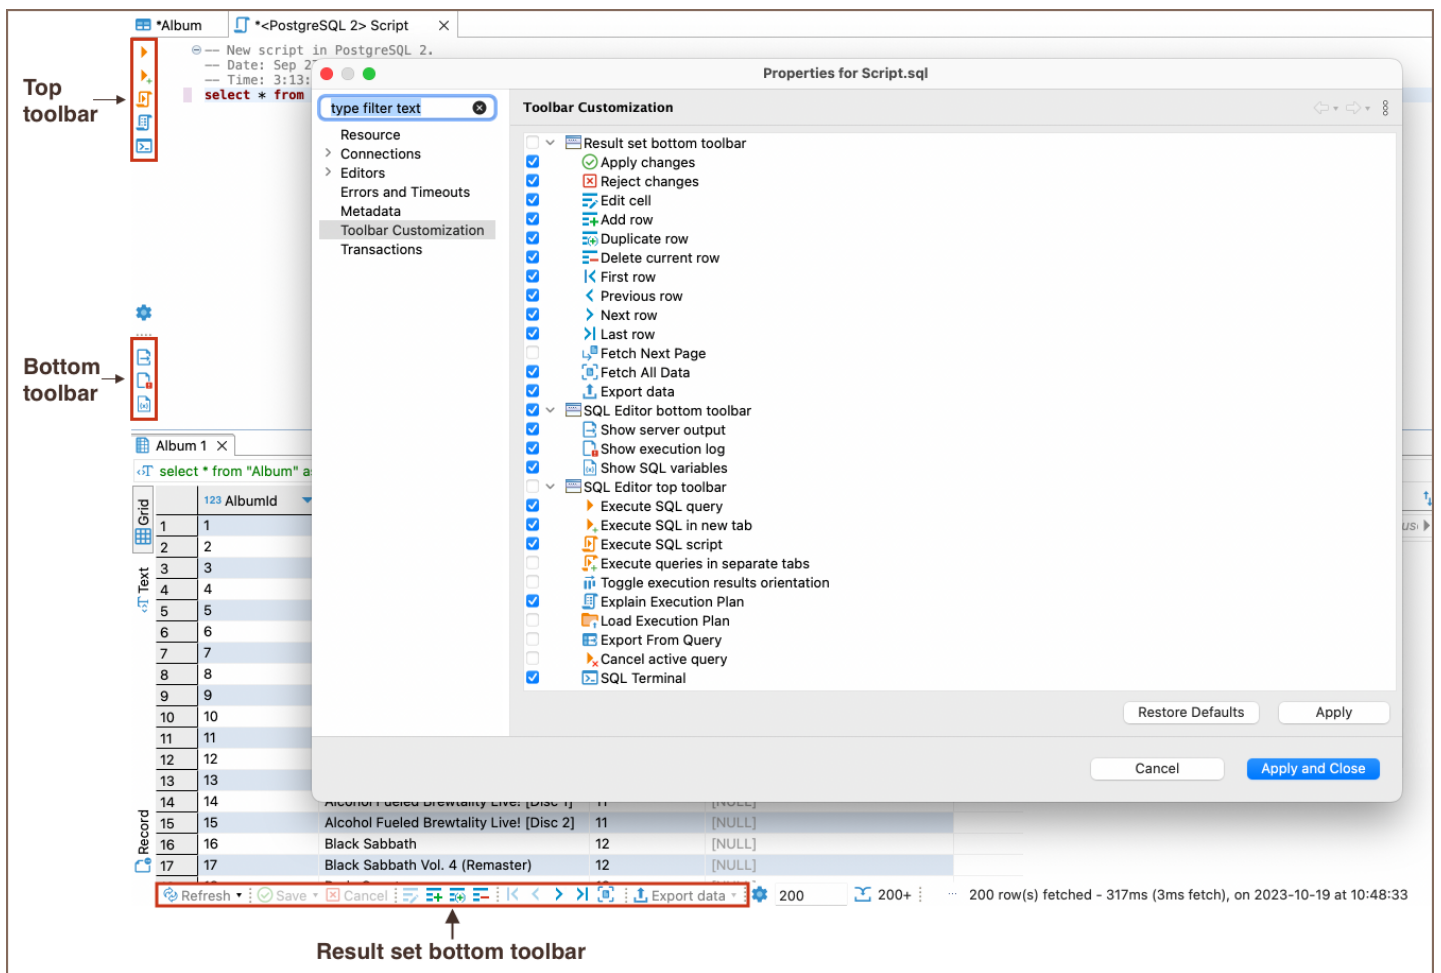 *Album
*<PostgreSQL 2> Script
-- New script in PostgreSQL 2.
-- Date: Sep 2
-- Time: 3:13:
select * from
Top
toolbar
Bottom
toolbar
Properties for Script.sql
type filter text
Resource
Connections
Editors
Errors and Timeouts
Metadata
Toolbar Customization
Transactions
Toolbar Customization
Result set bottom toolbar
Apply changes
Reject changes
Edit cell
Add row
Duplicate row
Delete current row
First row
Previous row
Next row
Last row
Fetch Next Page
Fetch All Data
Export data
SQL Editor bottom toolbar
Show server output
Show execution log
Show SQL variables
SQL Editor top toolbar
Execute SQL query
Execute SQL in new tab
Execute SQL script
Execute queries in separate tabs
Toggle execution results orientation
Explain Execution Plan
Load Execution Plan
Export From Query
Cancel active query
SQL Terminal
Restore Defaults
Apply
Cancel
Apply and Close
Album 1
select * from "Album" a
Grid
Text
Record
123 AlbumId
1 1
2 2
3 3
4 4
5 5
6 6
7 7
8 8
9 9
10 10
11 11
12 12
13 13
14 14 Alcohol Fueled Brewtality Live! [Disc 1] 11 [NULL]
15 15 Alcohol Fueled Brewtality Live! [Disc 2] 11 [NULL]
16 16 Black Sabbath 12 [NULL]
17 17 Black Sabbath Vol. 4 (Remaster) 12 [NULL]
Refresh Save Cancel Export data 200 200+ ... 200 row(s) fetched - 317ms (3ms fetch), on 2023-10-19 at 10:48:33
Result set bottom toolbar